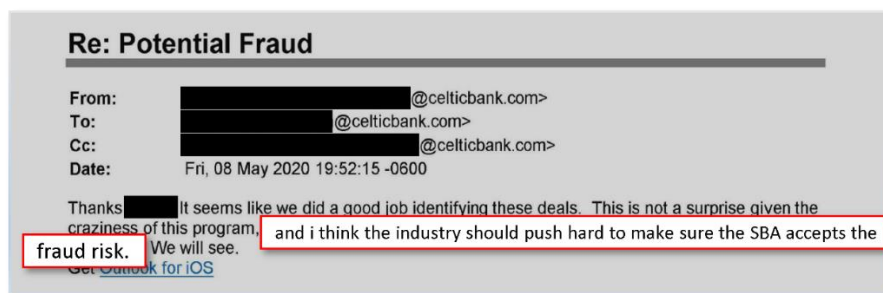 Re: Potential Fraud
From: @celticbank.com>
To: @celticbank.com>
Cc: @celticbank.com>
Date: Fri, 08 May 2020 19:52:15 -0600
Thanks It seems like we did a good job identifying these deals. This is not a surprise given the
craziness of this program, and i think the industry should push hard to make sure the SBA accepts the
fraud risk. We will see.
Get Outlook for iOS